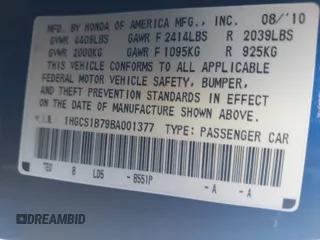 MFD. BY HONDA OF AMERICA MFG., INC. 08/'10
GVWR 4409LBS GAWR F 2414LBS R 2039LBS
GVWR 2000KG GAWR F 1095KG R 925KG
THIS VEHICLE CONFORMS TO ALL APPLICABLE
FEDERAL MOTOR VEHICLE SAFETY, BUMPER,
AND THEFT PREVENTION STANDARDS IN EFFECT
ON THE DATE OF MANUFACTURE SHOWN ABOVE.
1HGCS1B79BA001377 TYPE: PASSENGER CAR
B L05 - B551P - A - A
DREAMBID